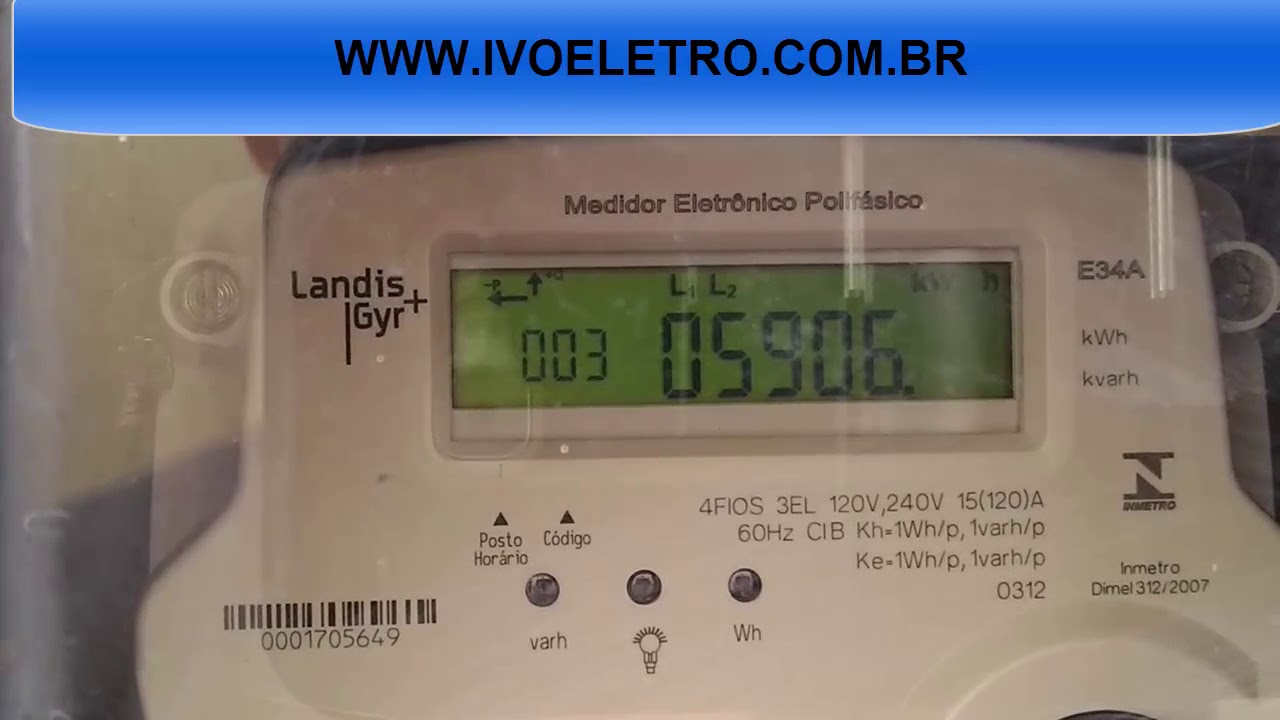 WWW.IVOELETRO.COM.BR
Medidor Eletrônico Polifásico
Landis
Gyr+
E34A
-P +Q L1 L2 kW h
003 05906.
kWh
kvarh
INMETRO
4FIOS 3EL 120V,240V 15(120)A
60Hz CIB Kh=1Wh/p, 1varh/p
Ke=1Wh/p, 1varh/p
0312
Inmetro
Dimel 312/2007
Posto
Horário
Código
0001705649
varh
Wh